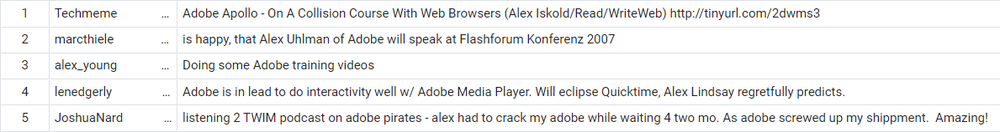 1 Techmeme ... Adobe Apollo - On A Collision Course With Web Browsers (Alex Iskold/Read/WriteWeb) http://tinyurl.com/2dwms3
2 marcthiele ... is happy, that Alex Uhlman of Adobe will speak at Flashforum Konferenz 2007
3 alex_young ... Doing some Adobe training videos
4 lenedgerly ... Adobe is in lead to do interactivity well w/ Adobe Media Player. Will eclipse Quicktime, Alex Lindsay regretfully predicts.
5 JoshuaNard ... listening 2 TWIM podcast on adobe pirates - alex had to crack my adobe while waiting 4 two mo. As adobe screwed up my shippment.  Amazing!